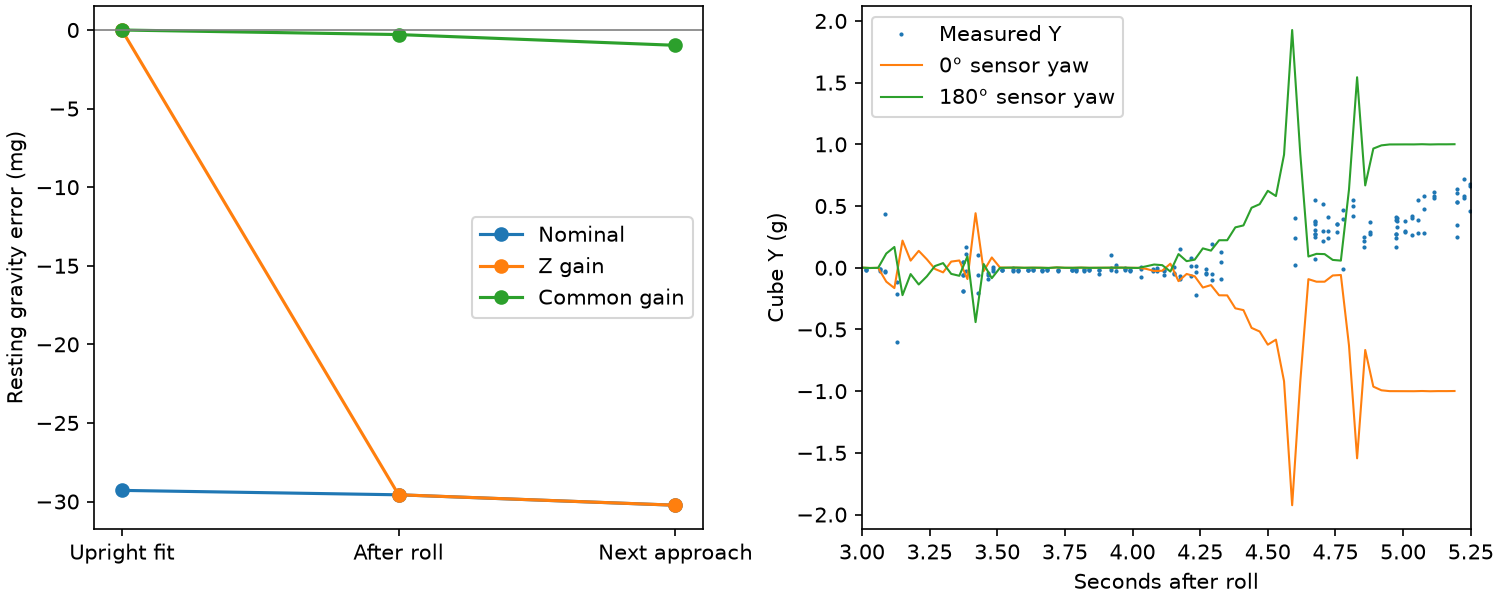 Resting gravity error (mg)
0
−5
−10
−15
−20
−25
−30
Nominal
Z gain
Common gain
Upright fit
After roll
Next approach
Cube Y (g)
2.0
1.5
1.0
0.5
0.0
−0.5
−1.0
−1.5
−2.0
Measured Y
0° sensor yaw
180° sensor yaw
3.00 3.25 3.50 3.75 4.00 4.25 4.50 4.75 5.00 5.25
Seconds after roll